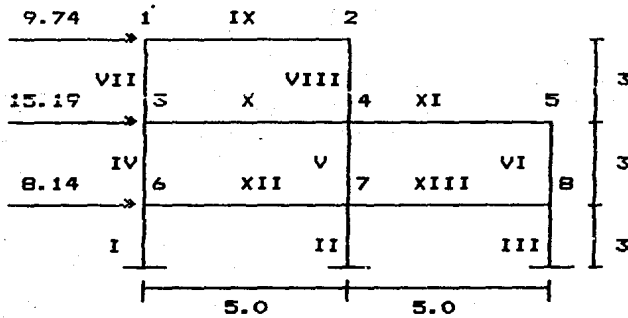 9.74 1 IX 2
VII VIII 3
15.19 3 X 4 XI 5
IV V VI 3
8.14 6 XII 7 XIII 8
I II III 3
5.0 5.0